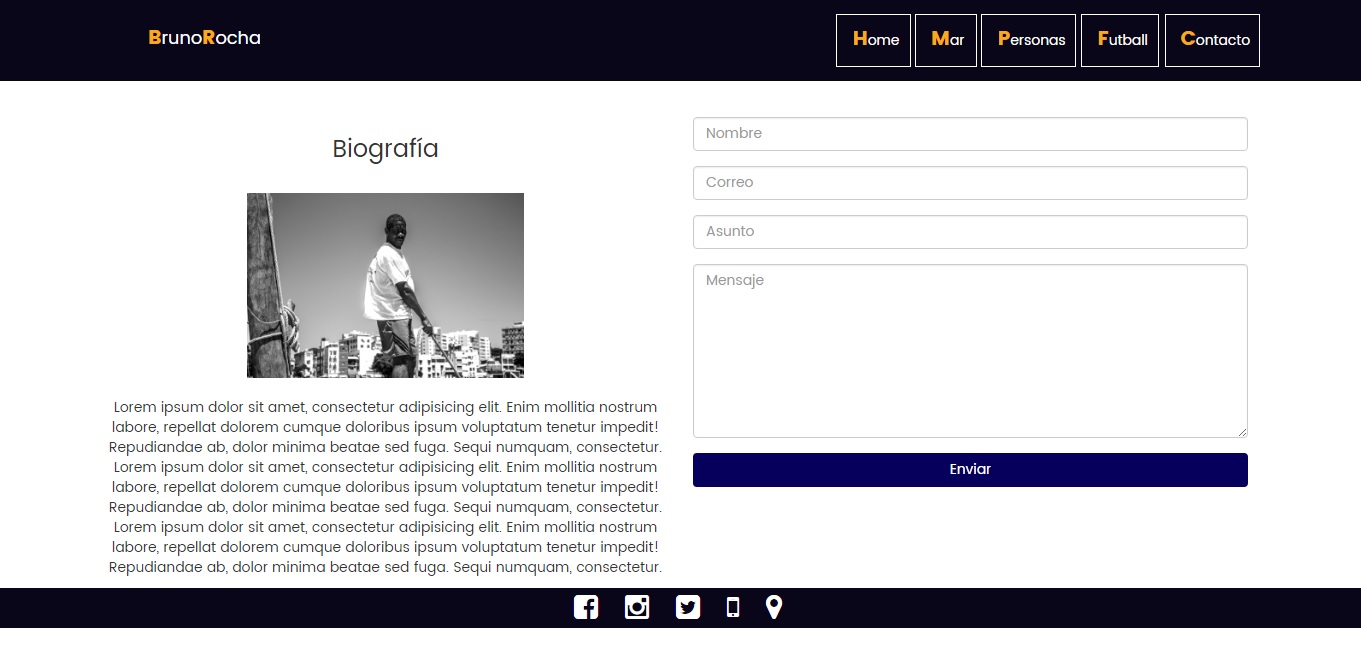 BrunoRocha
Home
Mar
Personas
Futball
Contacto
Biografía
Lorem ipsum dolor sit amet, consectetur adipisicing elit. Enim mollitia nostrum
labore, repellat dolorem cumque doloribus ipsum voluptatum tenetur impedit!
Repudiandae ab, dolor minima beatae sed fuga. Sequi numquam, consectetur.
Lorem ipsum dolor sit amet, consectetur adipisicing elit. Enim mollitia nostrum
labore, repellat dolorem cumque doloribus ipsum voluptatum tenetur impedit!
Repudiandae ab, dolor minima beatae sed fuga. Sequi numquam, consectetur.
Lorem ipsum dolor sit amet, consectetur adipisicing elit. Enim mollitia nostrum
labore, repellat dolorem cumque doloribus ipsum voluptatum tenetur impedit!
Repudiandae ab, dolor minima beatae sed fuga. Sequi numquam, consectetur.
Nombre
Correo
Asunto
Mensaje
Enviar